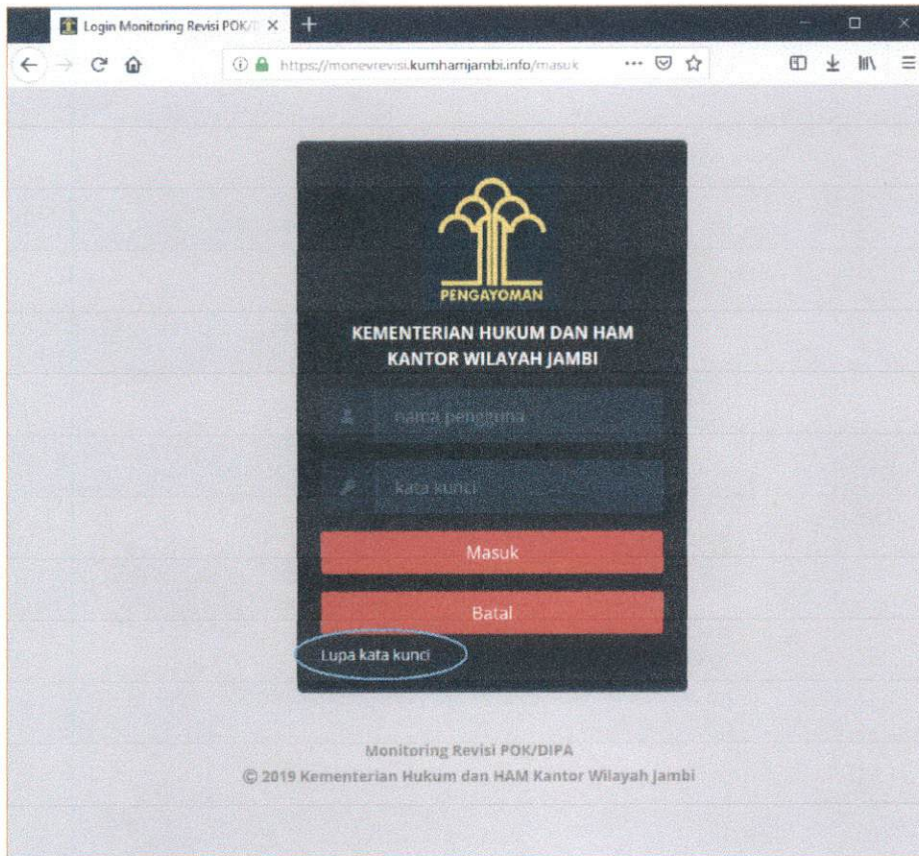 Login Monitoring Revisi POK/
https://monevrevisi.kumhamjambi.info/masuk
PENGAYOMAN
KEMENTERIAN HUKUM DAN HAM
KANTOR WILAYAH JAMBI
nama pengguna
kata kunci
Masuk
Batal
Lupa kata kunci
Monitoring Revisi POK/DIPA
© 2019 Kementerian Hukum dan HAM Kantor Wilayah Jambi